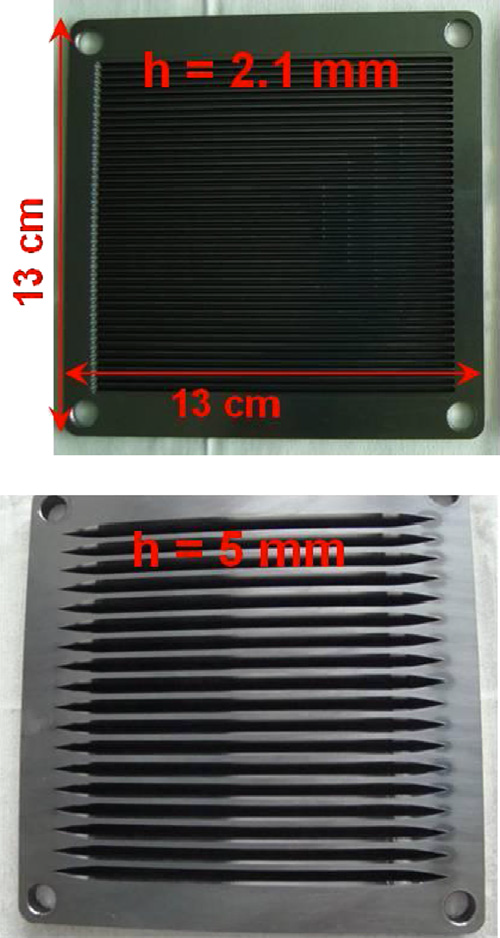 h = 2.1 mm
13 cm
13 cm
h = 5 mm